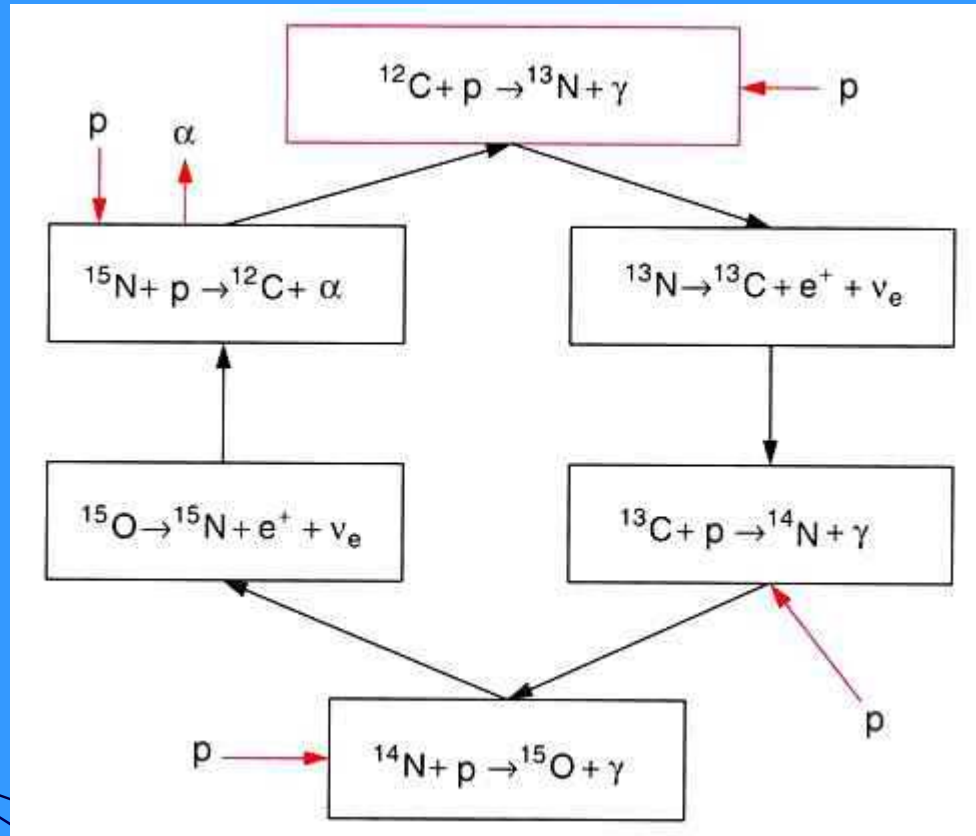 ¹²C + p → ¹³N + γ
p
p
α
¹⁵N + p → ¹²C + α
¹³N → ¹³C + e⁺ + νₑ
¹⁵O → ¹⁵N + e⁺ + νₑ
¹³C + p → ¹⁴N + γ
p
p
¹⁴N + p → ¹⁵O + γ